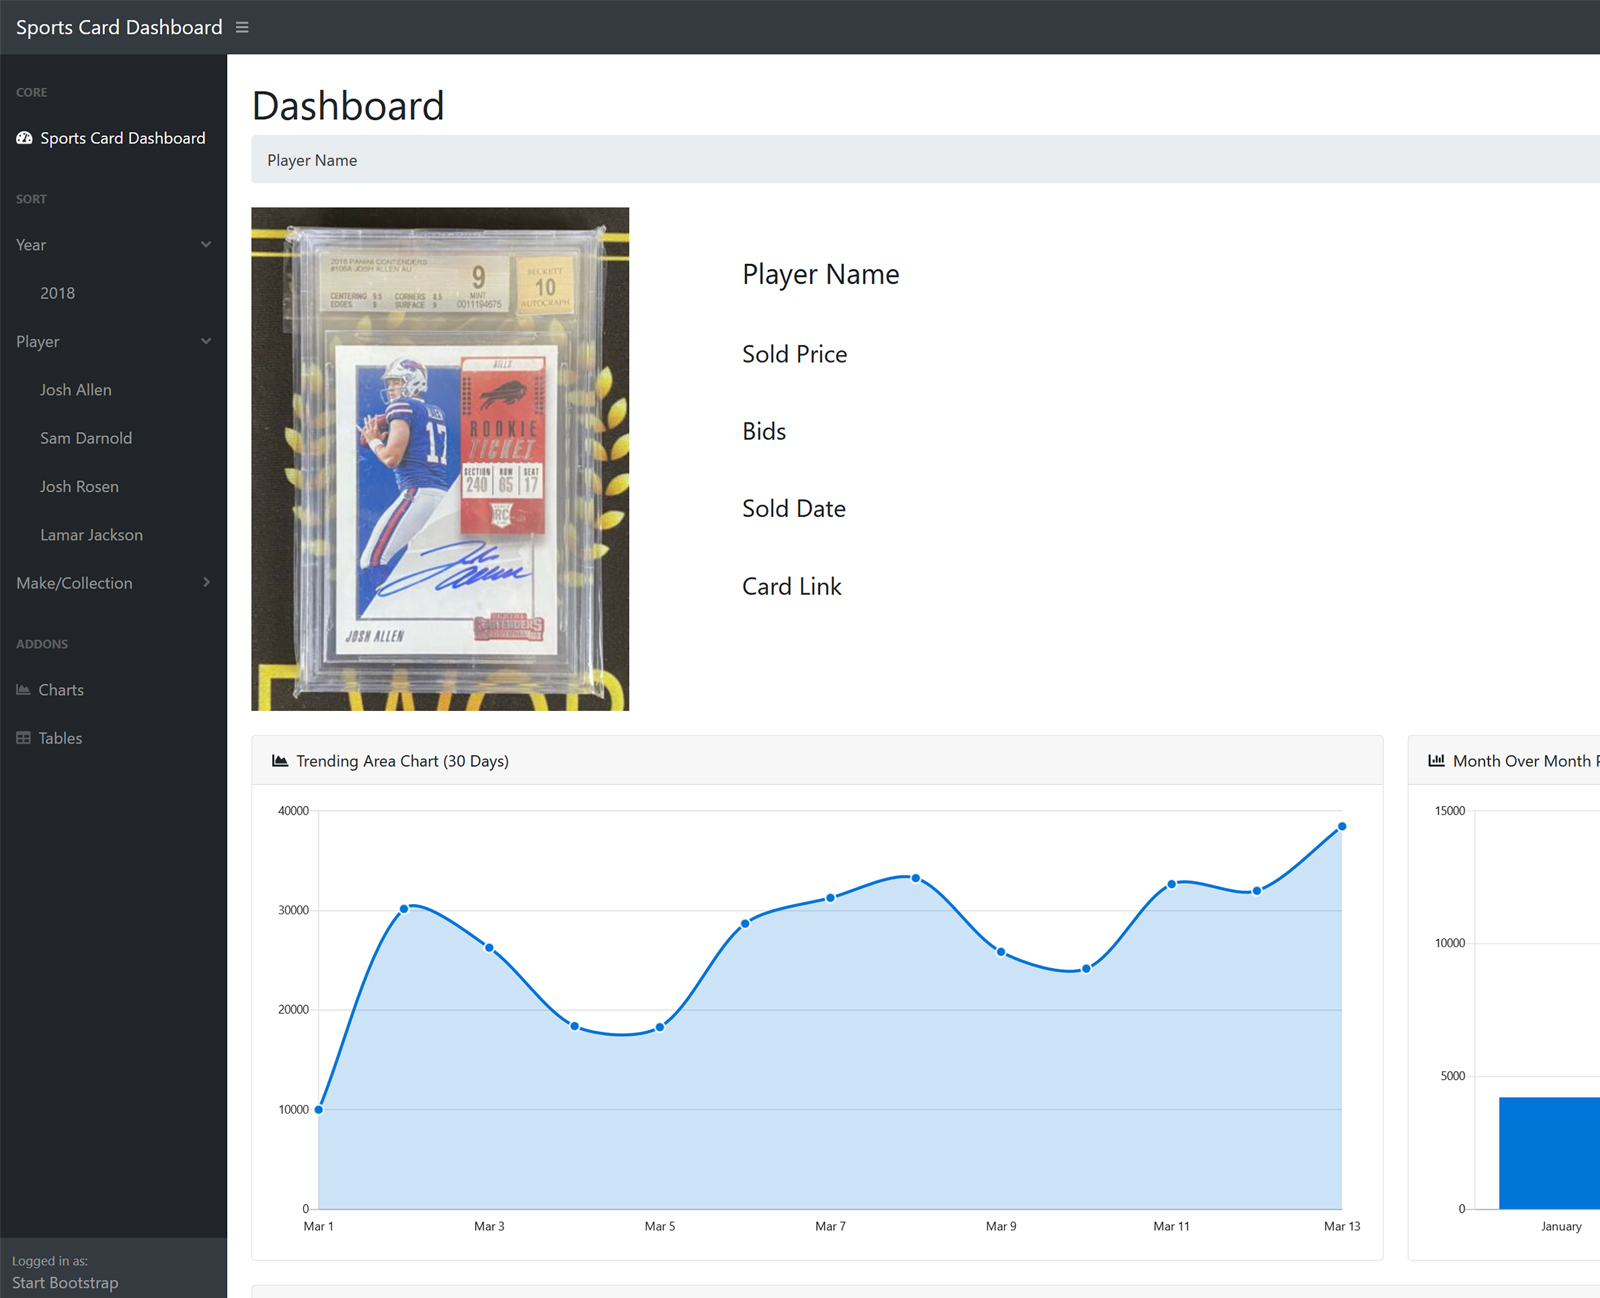 Sports Card Dashboard
CORE
Sports Card Dashboard
SORT
Year
2018
Player
Josh Allen
Sam Darnold
Josh Rosen
Lamar Jackson
Make/Collection
ADDONS
Charts
Tables
Logged in as:
Start Bootstrap
Dashboard
Player Name
2018 PANINI CONTENDERS
#105A JOSH ALLEN AU
CENTERING 9.5 CORNERS 8.5
EDGES 9 SURFACE 9
9
MINT
0011194675
BECKETT
10
AUTOGRAPH
BILLS
ROOKIE
TICKET
SECTION ROW SEAT
240 65 17
RC
ALLEN
17
JOSH ALLEN
CONTENDERS
Player Name
Sold Price
Bids
Sold Date
Card Link
Trending Area Chart (30 Days)
40000
30000
20000
10000
0
Mar 1 Mar 3 Mar 5 Mar 7 Mar 9 Mar 11 Mar 13
Month Over Month
15000
10000
5000
0
January